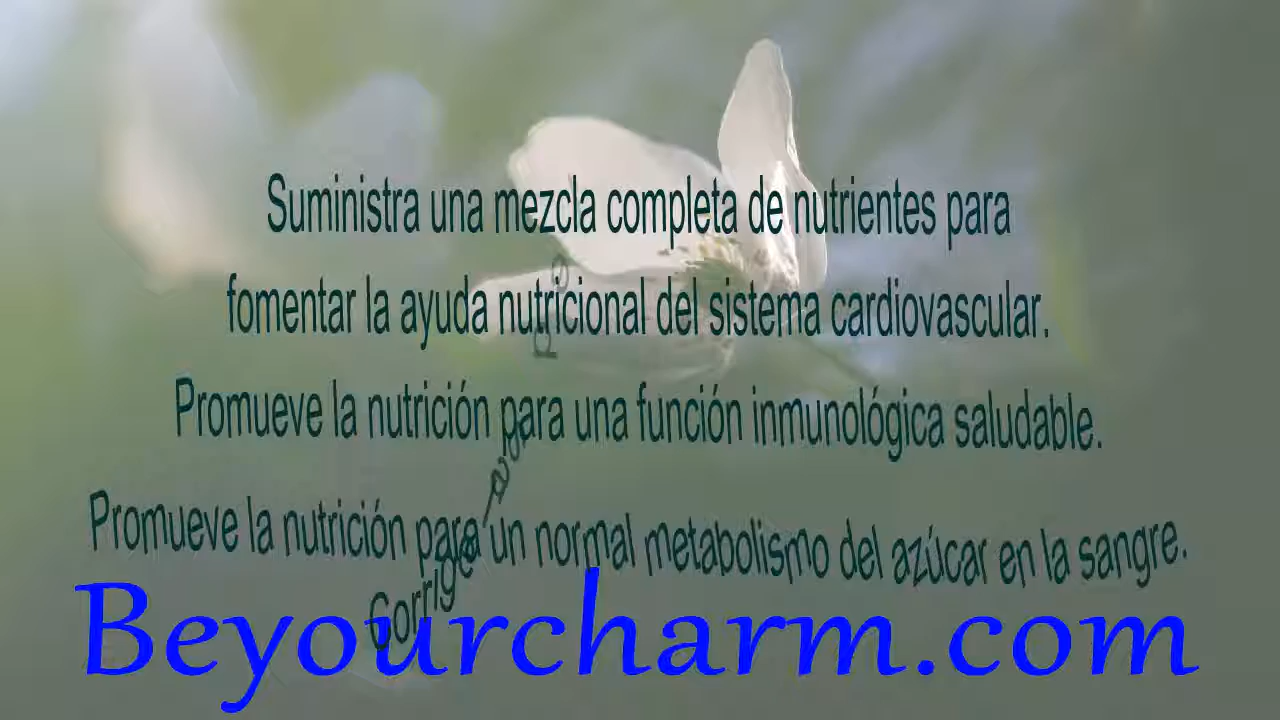 Suministra una mezcla completa de nutrientes para
fomentar la ayuda nutricional del sistema cardiovascular.
Promueve la nutrición para una función inmunológica saludable.
Promueve la nutrición para un normal metabolismo del azúcar en la sangre.
Corrige
Beyourcharm.com